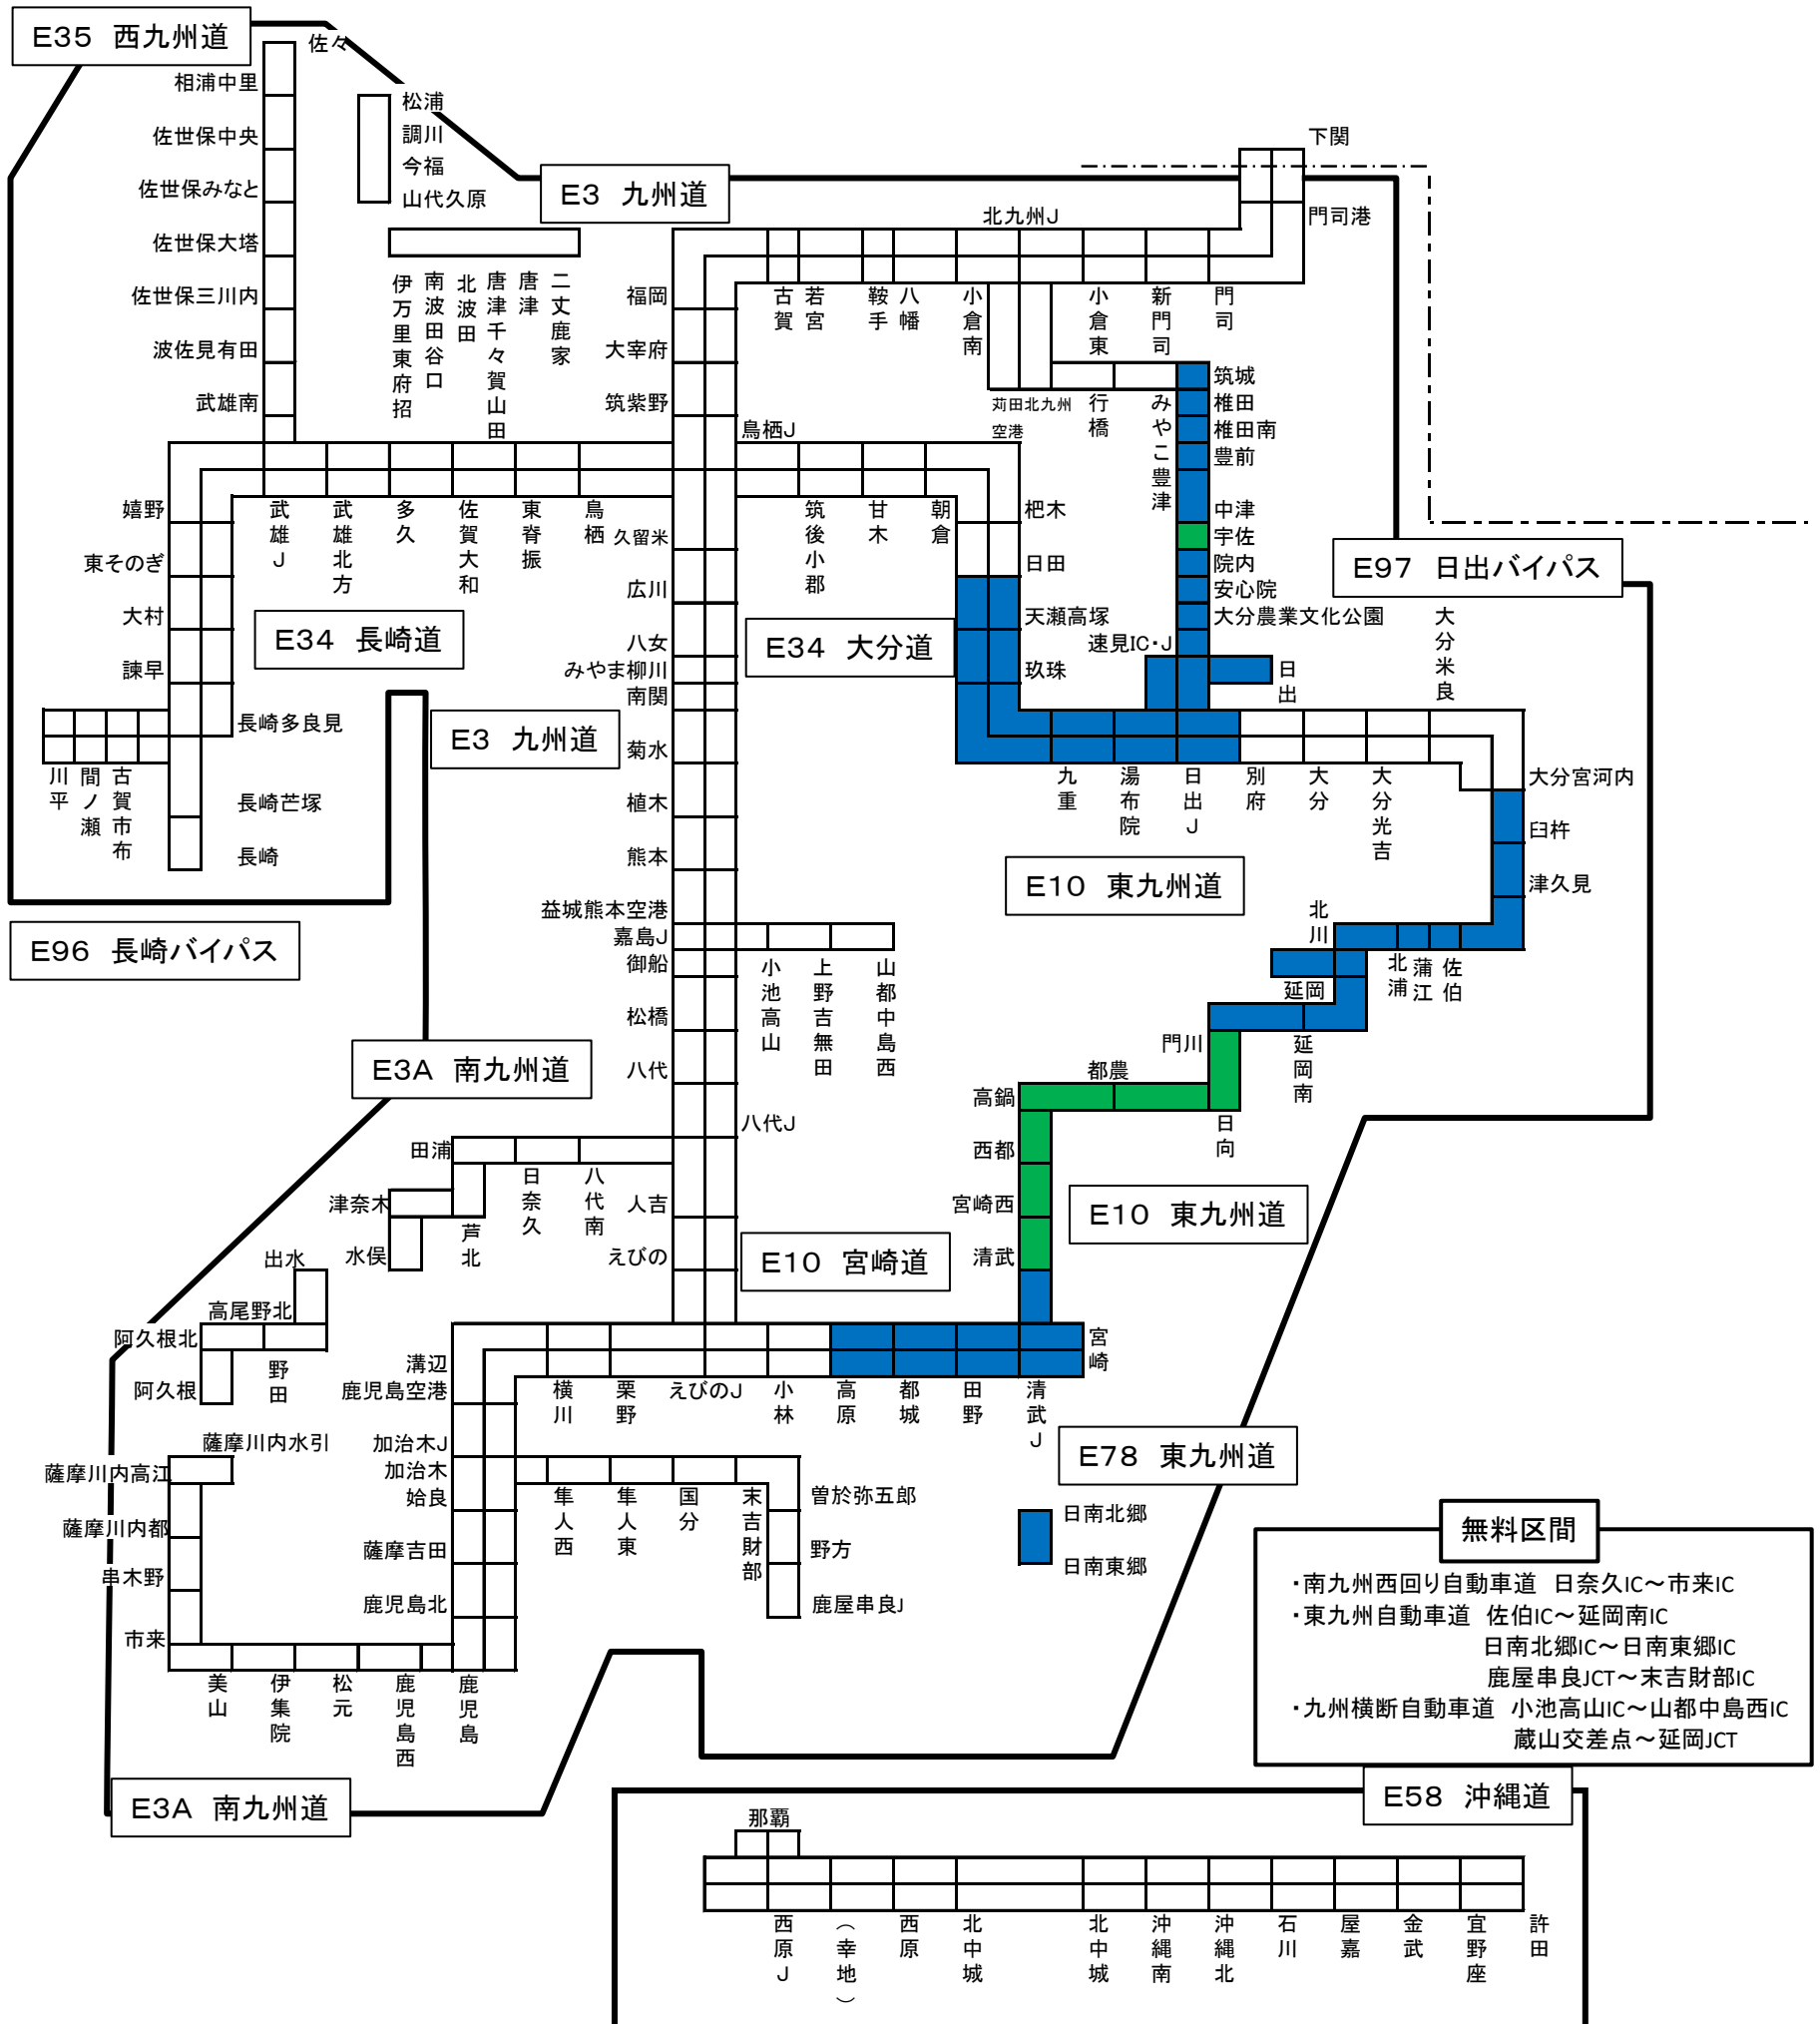 E35 西九州道
佐々
相浦中里
佐世保中央
佐世保みなと
佐世保大塔
佐世保三川内
波佐見有田
武雄南
松浦
調川
今福
山代久原
E3 九州道
下関
門司港
北九州J
伊万里東府招
南波田谷口
北波田
唐津千々賀山田
唐津
二丈鹿家
福岡
大宰府
筑紫野
古賀
若宮
鞍手
八幡
小倉南
小倉東
新門司
門司
苅田北九州
空港
行橋
みやこ豊津
筑城
椎田
椎田南
豊前
中津
宇佐
院内
安心院
大分農業文化公園
速見IC・J
日出
鳥栖J
嬉野
東そのぎ
大村
諫早
武雄J
武雄北方
多久
佐賀大和
東脊振
鳥栖
久留米
広川
八女
みやま柳川
南関
菊水
植木
熊本
益城熊本空港
嘉島J
御船
松橋
八代
筑後小郡
甘木
朝倉
杷木
日田
天瀬高塚
玖珠
E97 日出バイパス
大分米良
E34 長崎道
E34 大分道
E3 九州道
長崎多良見
川平
間ノ瀬
古賀市布
長崎芒塚
長崎
九重
湯布院
日出J
別府
大分
大分光吉
大分宮河内
臼杵
津久見
E10 東九州道
E96 長崎バイパス
北川
北浦
蒲江
佐伯
延岡
延岡南
門川
小池高山
上野吉無田
山都中島西
E3A 南九州道
都農
高鍋
日向
西都
宮崎西
清武
E10 東九州道
八代J
田浦
日奈久
八代南
津奈木
芦北
水俣
人吉
えびの
E10 宮崎道
出水
高尾野北
阿久根北
野田
阿久根
溝辺
鹿児島空港
横川
栗野
えびのJ
小林
高原
都城
田野
清武J
宮崎
E78 東九州道
薩摩川内水引
薩摩川内高江
薩摩川内都
串木野
市来
加治木J
加治木
姶良
薩摩吉田
鹿児島北
隼人西
隼人東
国分
末吉財部
曽於弥五郎
野方
鹿屋串良J
日南北郷
日南東郷
美山
伊集院
松元
鹿児島西
鹿児島
無料区間
・南九州西回り自動車道 日奈久IC～市来IC
・東九州自動車道 佐伯IC～延岡南IC
日南北郷IC～日南東郷IC
鹿屋串良JCT～末吉財部IC
・九州横断自動車道 小池高山IC～山都中島西IC
蔵山交差点～延岡JCT
E3A 南九州道
E58 沖縄道
那覇
西原J
（幸地）
西原
北中城
北中城
沖縄南
沖縄北
石川
屋嘉
金武
宜野座
許田